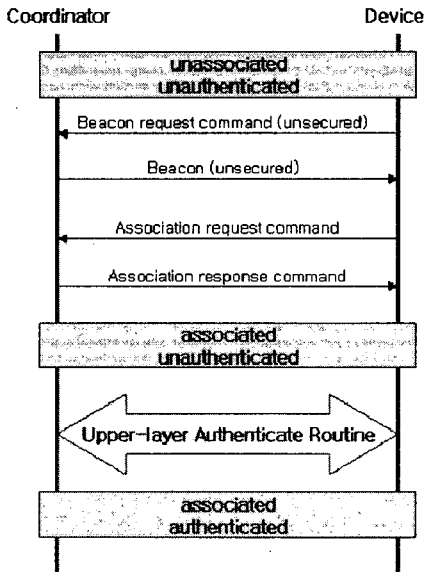 Coordinator Device
unassociated
unauthenticated
Beacon request command (unsecured)
Beacon (unsecured)
Association request command
Association response command
associated
unauthenticated
Upper-layer Authenticate Routine
associated
authenticated